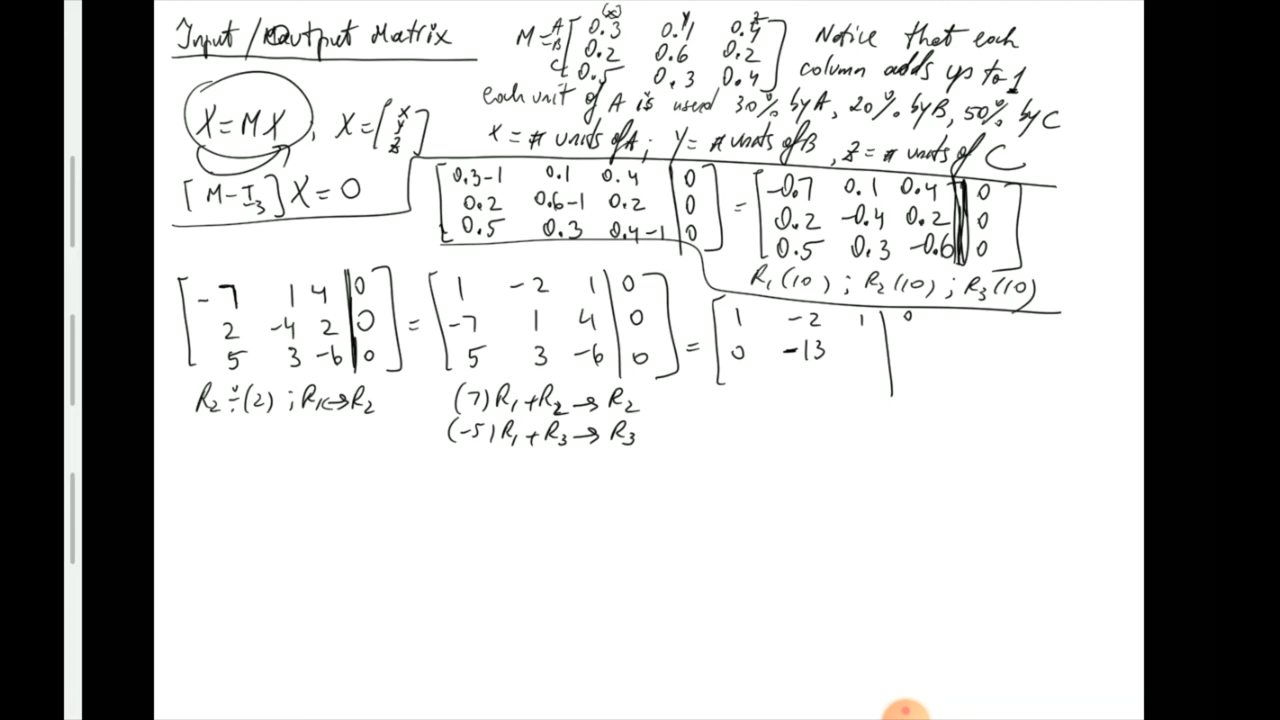 Input / Output Matrix
M = A B C [ 0.3 0.1 0.4
0.2 0.6 0.2
0.5 0.3 0.4 ]
(x) y z
Notice that each
column adds up to 1
each unit of A is used 30% by A, 20% by B, 50% by C
X = MX, X = [ x y z ]
x = # units of A; y = # units of B, z = # units of C
[M - I3] X = 0
[ 0.3-1 0.1 0.4 | 0
0.2 0.6-1 0.2 | 0
0.5 0.3 0.4-1 | 0 ]
= [ -0.7 0.1 0.4 | 0
0.2 -0.4 0.2 | 0
0.5 0.3 -0.6 | 0 ]
R1(10) ; R2(10) ; R3(10)
[ -7 1 4 | 0
2 -4 2 | 0
5 3 -6 | 0 ]
R2 ÷ (2) ; R1 ↔ R2
= [ 1 -2 1 | 0
-7 1 4 | 0
5 3 -6 | 0 ]
(7)R1 + R2 → R2
(-5)R1 + R3 → R3
= [ 1 -2 1 | 0
0 -13